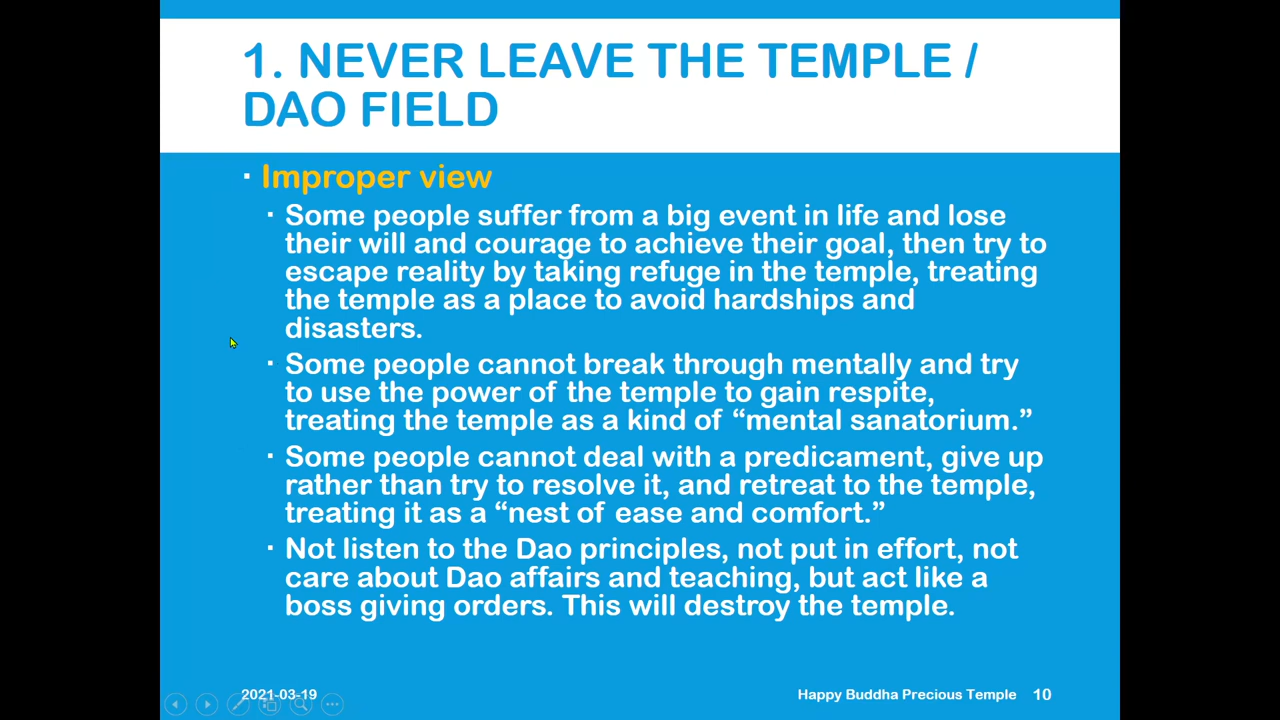 1. NEVER LEAVE THE TEMPLE /
DAO FIELD
▪ Improper view
▪ Some people suffer from a big event in life and lose
their will and courage to achieve their goal, then try to
escape reality by taking refuge in the temple, treating
the temple as a place to avoid hardships and
disasters.
▪ Some people cannot break through mentally and try
to use the power of the temple to gain respite,
treating the temple as a kind of “mental sanatorium.”
▪ Some people cannot deal with a predicament, give up
rather than try to resolve it, and retreat to the temple,
treating it as a “nest of ease and comfort.”
▪ Not listen to the Dao principles, not put in effort, not
care about Dao affairs and teaching, but act like a
boss giving orders. This will destroy the temple.
2021-03-19
Happy Buddha Precious Temple 10